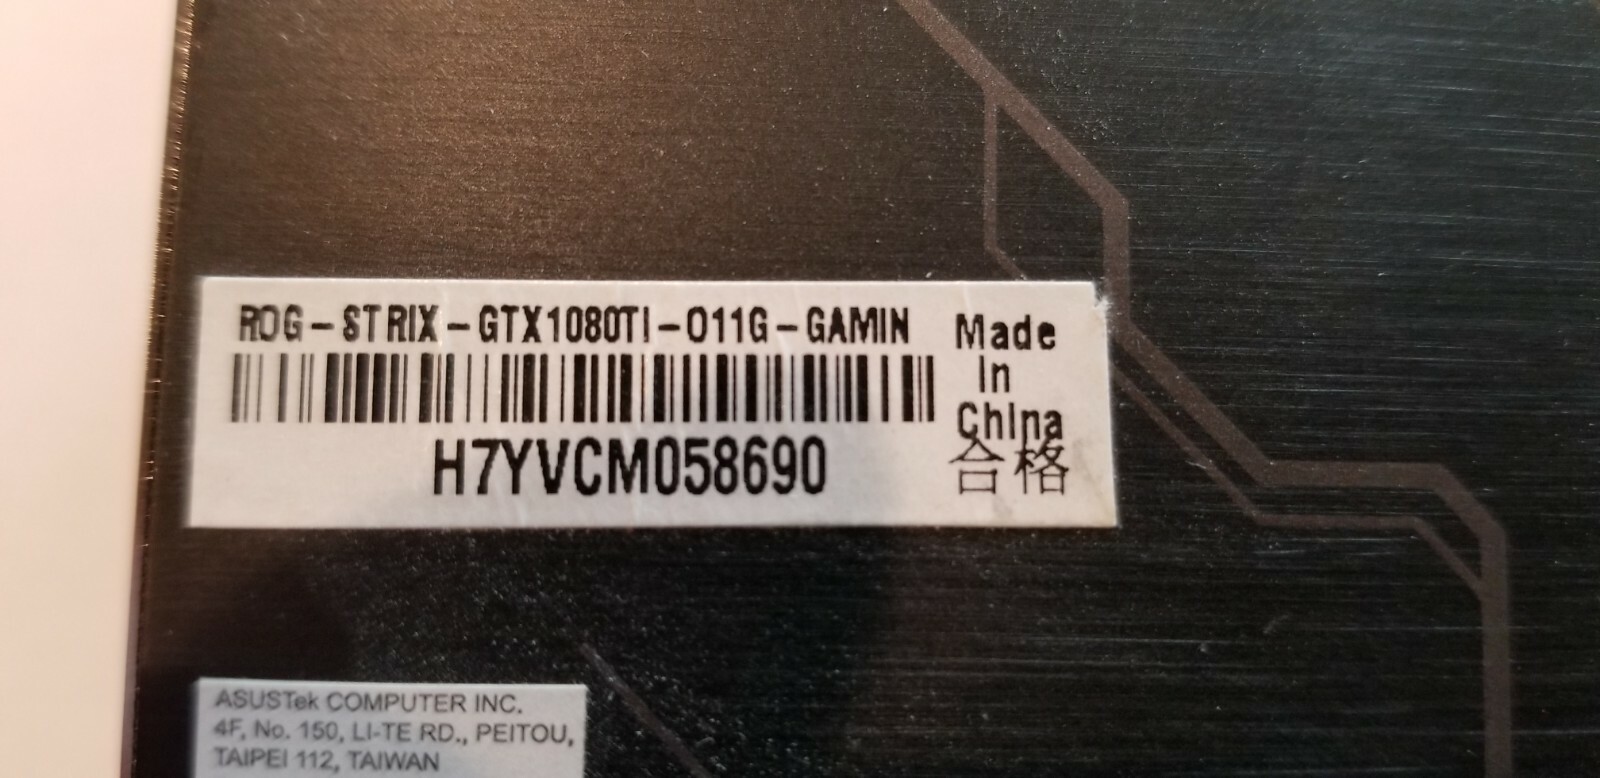 ROG-STRIX-GTX1080TI-O11G-GAMIN
Made
In
China
合格
H7YVCM058690
ASUSTek COMPUTER INC.
4F, No. 150, LI-TE RD., PEITOU,
TAIPEI 112, TAIWAN